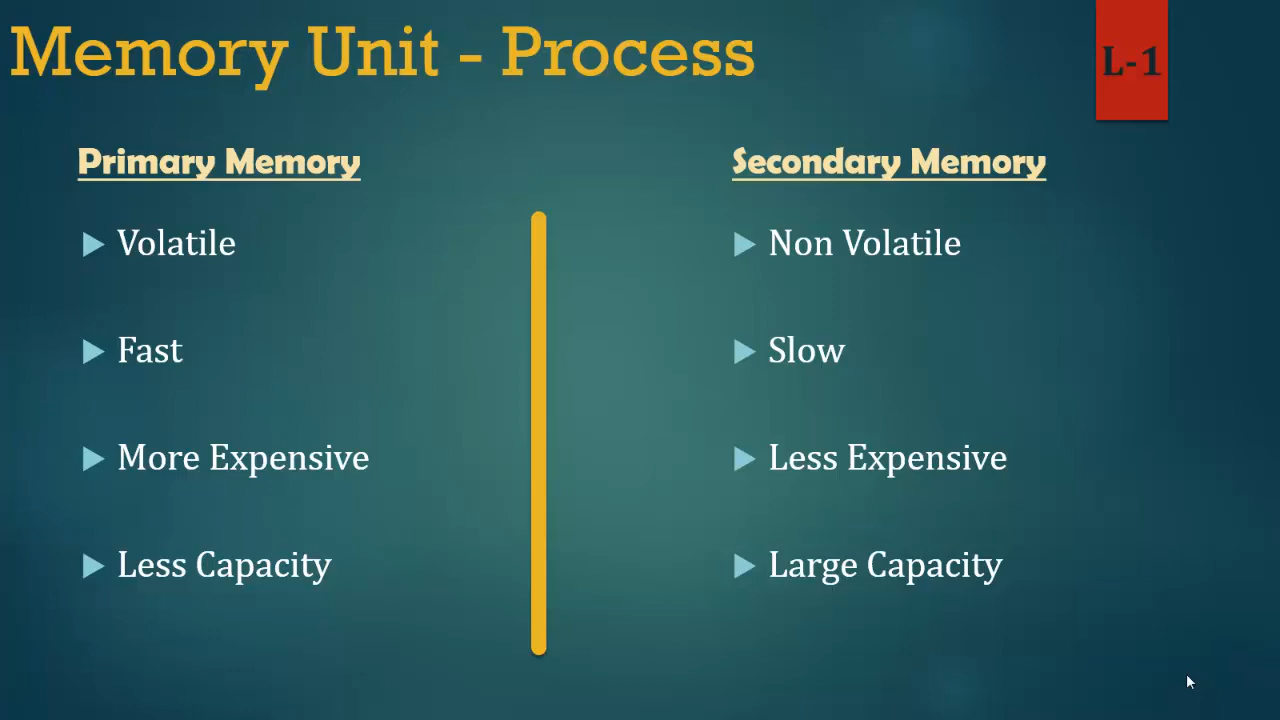 Memory Unit - Process
L-1
Primary Memory
Volatile
Fast
More Expensive
Less Capacity
Secondary Memory
Non Volatile
Slow
Less Expensive
Large Capacity